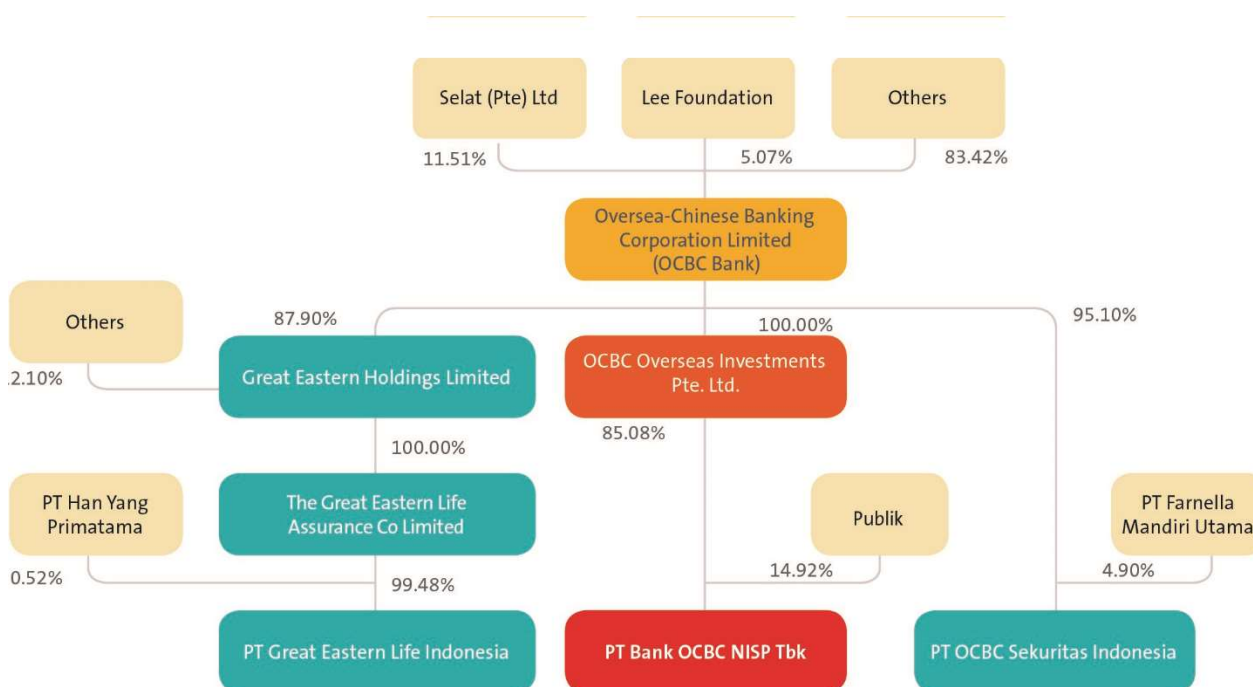 Selat (Pte) Ltd
Lee Foundation
Others
11.51%
5.07%
83.42%
Oversea-Chinese Banking
Corporation Limited
(OCBC Bank)
Others
87.90%
100.00%
95.10%
2.10%
Great Eastern Holdings Limited
OCBC Overseas Investments
Pte. Ltd.
100.00%
85.08%
PT Han Yang
Primatama
The Great Eastern Life
Assurance Co Limited
Publik
PT Farnella
Mandiri Utama
0.52%
99.48%
14.92%
4.90%
PT Great Eastern Life Indonesia
PT Bank OCBC NISP Tbk
PT OCBC Sekuritas Indonesia